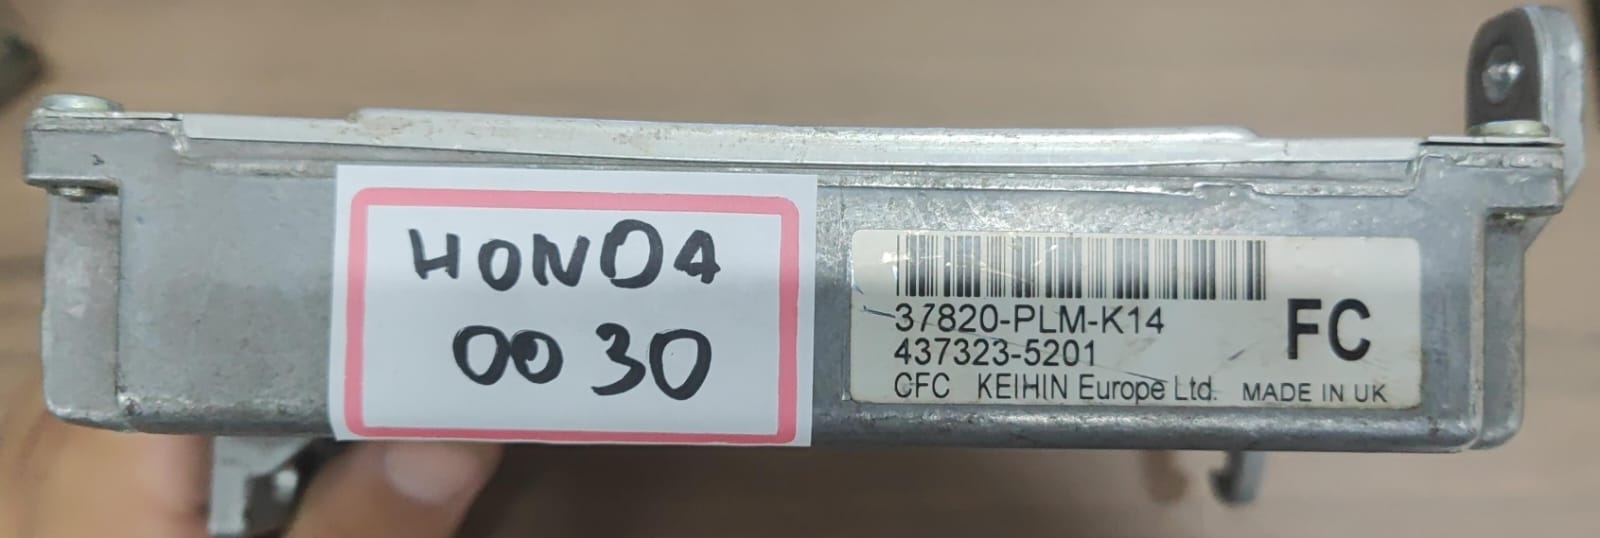 HONDA
0030
37820-PLM-K14
437323-5201
FC
CFC KEIHIN Europe Ltd. MADE IN UK